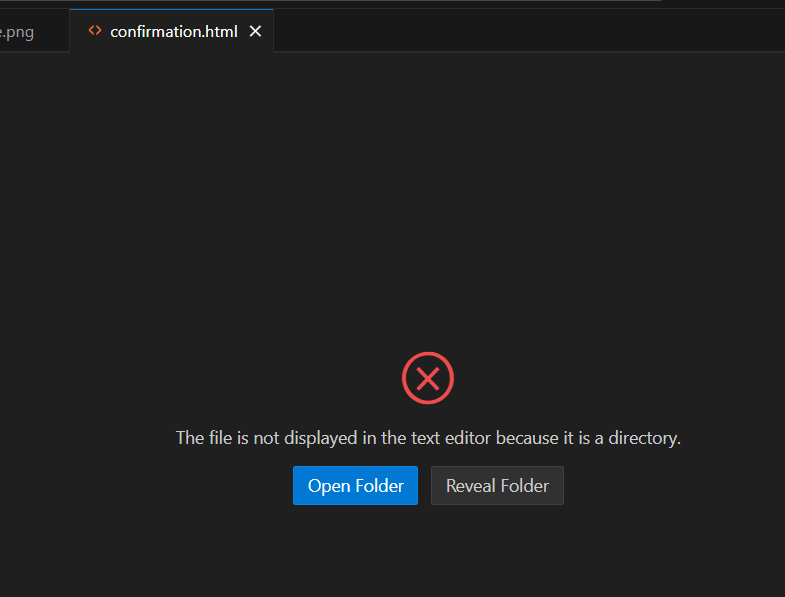 e.png
<> confirmation.html
The file is not displayed in the text editor because it is a directory.
Open Folder
Reveal Folder